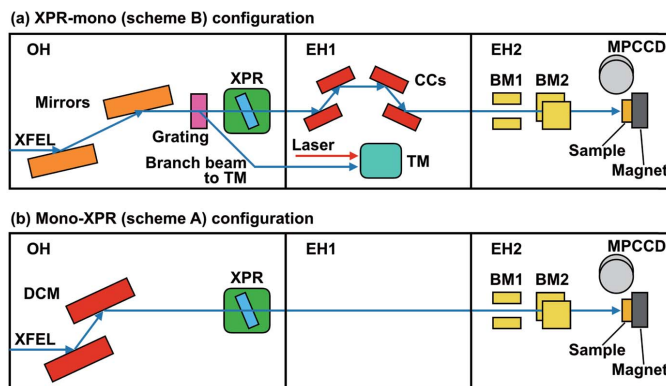 (a) XPR-mono (scheme B) configuration
OH
EH1
EH2
MPCCD
XPR
CCs
BM1
BM2
Mirrors
XFEL
Grating
Branch beam
to TM
Laser
TM
Sample
Magnet
(b) Mono-XPR (scheme A) configuration
OH
EH1
EH2
MPCCD
DCM
XPR
BM1
BM2
XFEL
Sample
Magnet